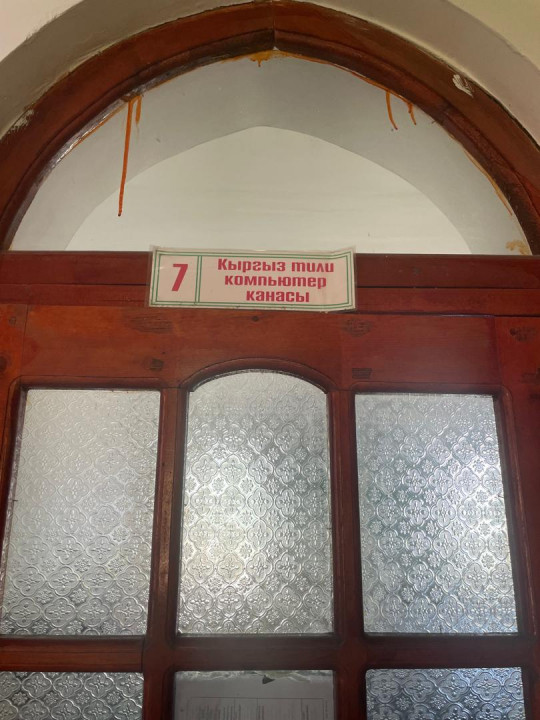 7
Кыргыз тили
компьютер
канасы